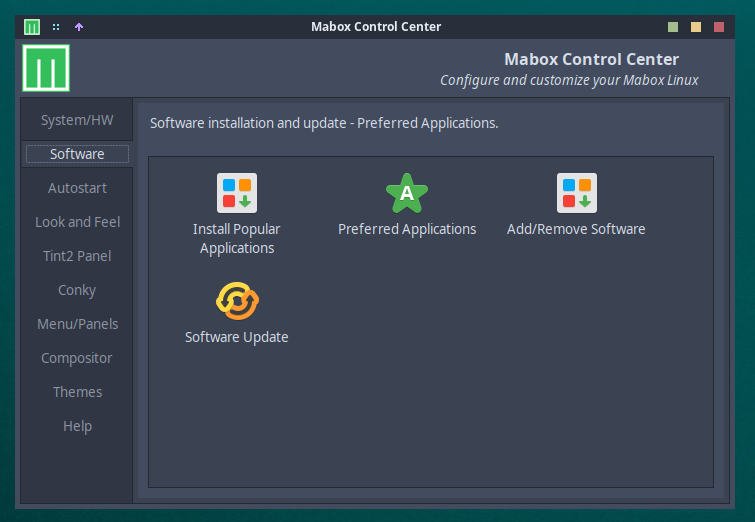 Mabox Control Center
Mabox Control Center
Configure and customize your Mabox Linux
System/HW
Software
Autostart
Look and Feel
Tint2 Panel
Conky
Menu/Panels
Compositor
Themes
Help
Software installation and update - Preferred Applications.
Install Popular
Applications
A
Preferred Applications
Add/Remove Software
Software Update